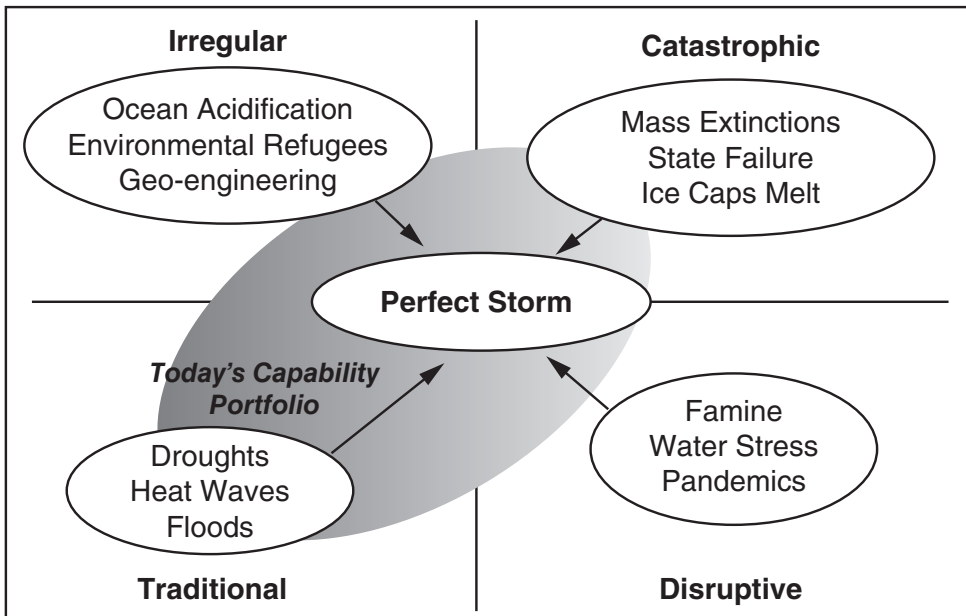 Irregular
Ocean Acidification
Environmental Refugees
Geo-engineering
Catastrophic
Mass Extinctions
State Failure
Ice Caps Melt
Perfect Storm
Today’s Capability
Portfolio
Droughts
Heat Waves
Floods
Traditional
Famine
Water Stress
Pandemics
Disruptive